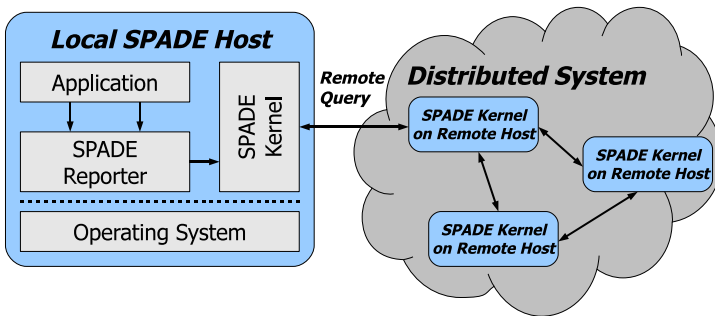 Local SPADE Host
Application
SPADE
Reporter
SPADE
Kernel
Operating System
Remote
Query
Distributed System
SPADE Kernel
on Remote Host
SPADE Kernel
on Remote Host
SPADE Kernel
on Remote Host